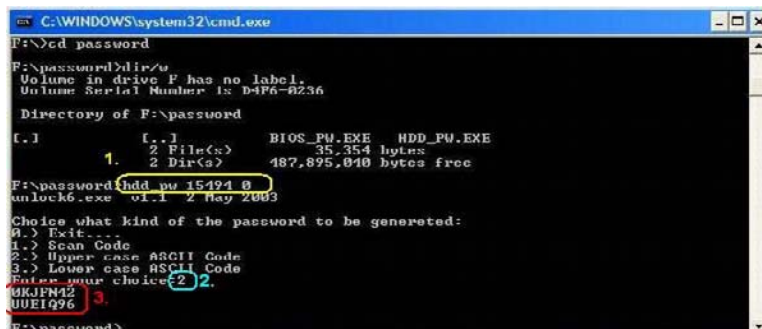 C:\WINDOWS\system32\cmd.exe
F:\>cd password
F:\password>dir/w
Volume in drive F has no label.
Volume Serial Number is D4F6-0236
Directory of F:\password
[.] [..] BIOS_PW.EXE HDD_PW.EXE
2 File(s) 35,354 bytes
1. 2 Dir(s) 487,895,040 bytes free
F:\password>hdd_pw 15494 0
unlock6.exe v1.1 2 May 2003
Choice what kind of the password to be genereted:
0.) Exit....
1.) Scan Code
2.) Upper case ASCII Code
3.) Lower case ASCII Code
Enter your choice:2 2.
0KJFN42 3.
UVEIQ96
F:\password>